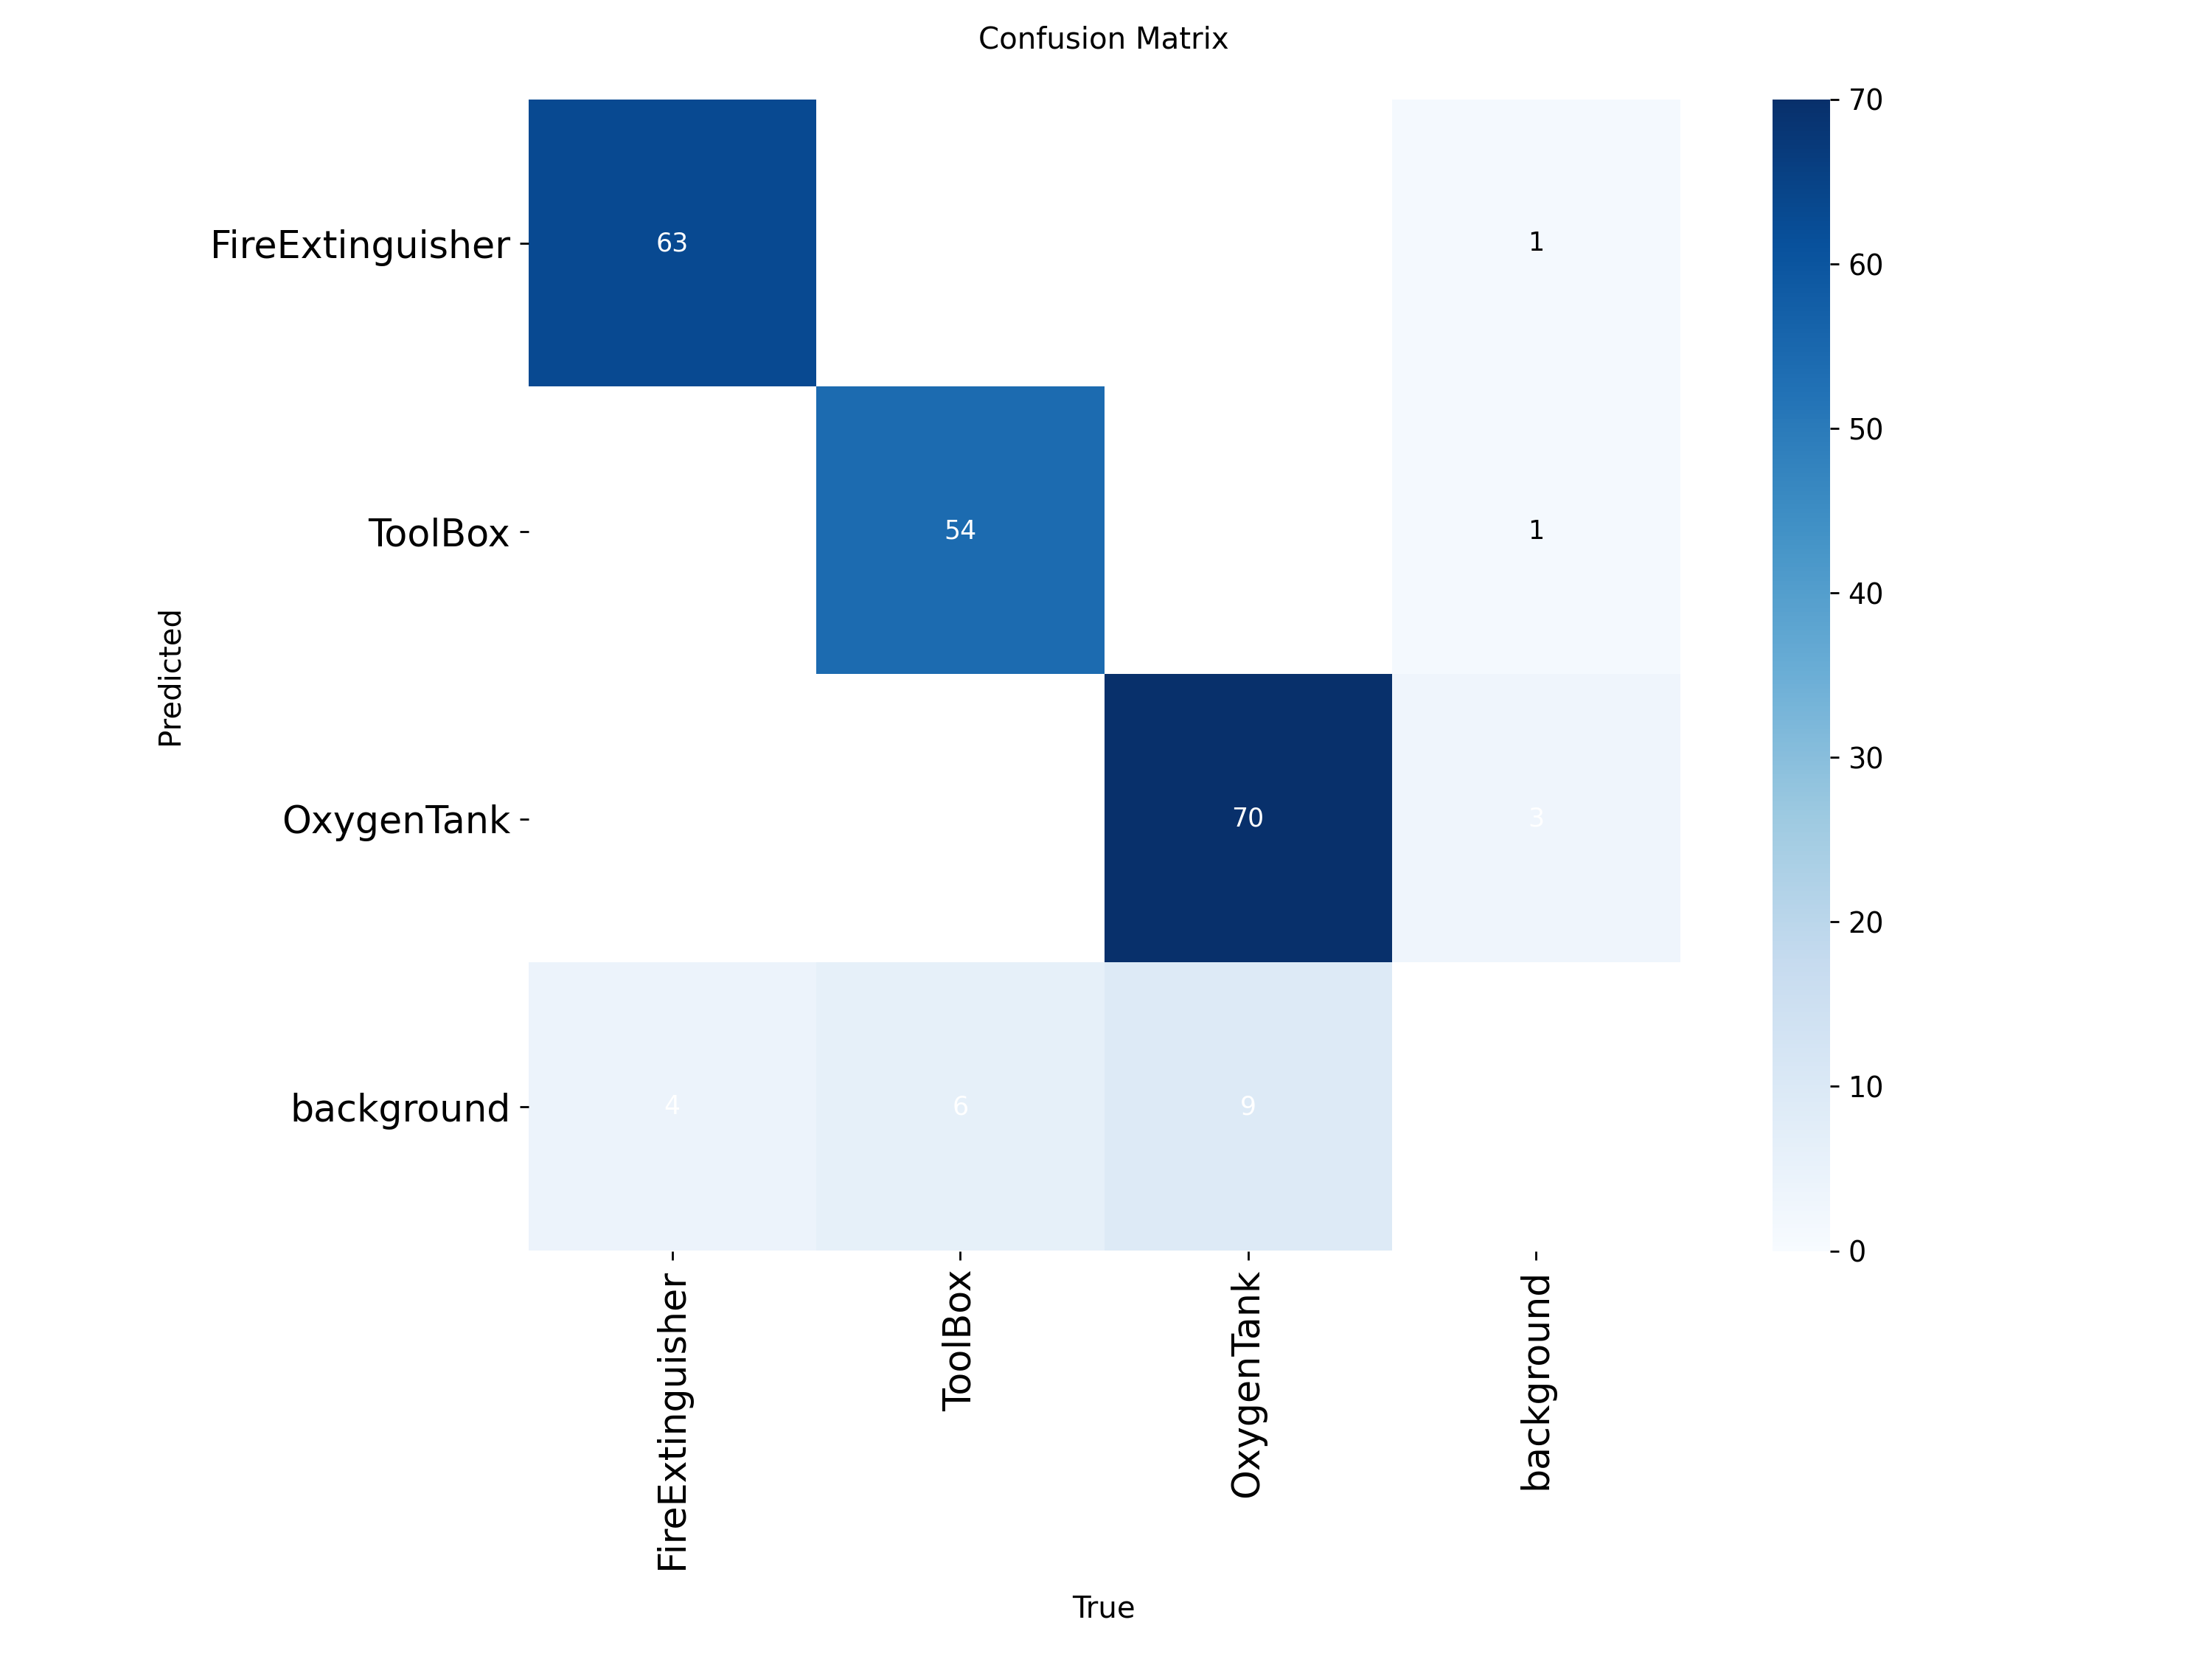 Confusion Matrix
FireExtinguisher
63
1
70
60
ToolBox
54
1
50
40
Predicted
OxygenTank
70
3
30
20
background
4
6
9
10
0
FireExtinguisher
ToolBox
OxygenTank
background
True